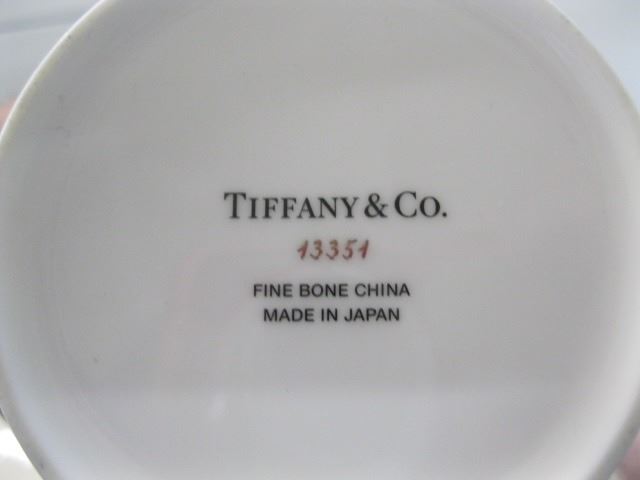 TIFFANY & CO.
13351
FINE BONE CHINA
MADE IN JAPAN